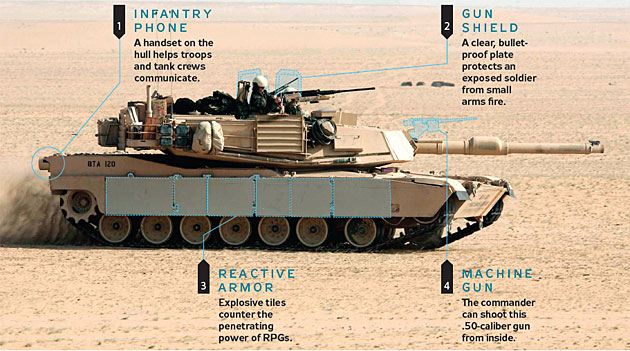 1
INFANTRY
PHONE
A handset on the
hull helps troops
and tank crews
communicate.
2
GUN
SHIELD
A clear, bullet-
proof plate
protects an
exposed soldier
from small
arms fire.
BTA 120
3
REACTIVE
ARMOR
Explosive tiles
counter the
penetrating
power of RPGs.
4
MACHINE
GUN
The commander
can shoot this
.50-caliber gun
from inside.